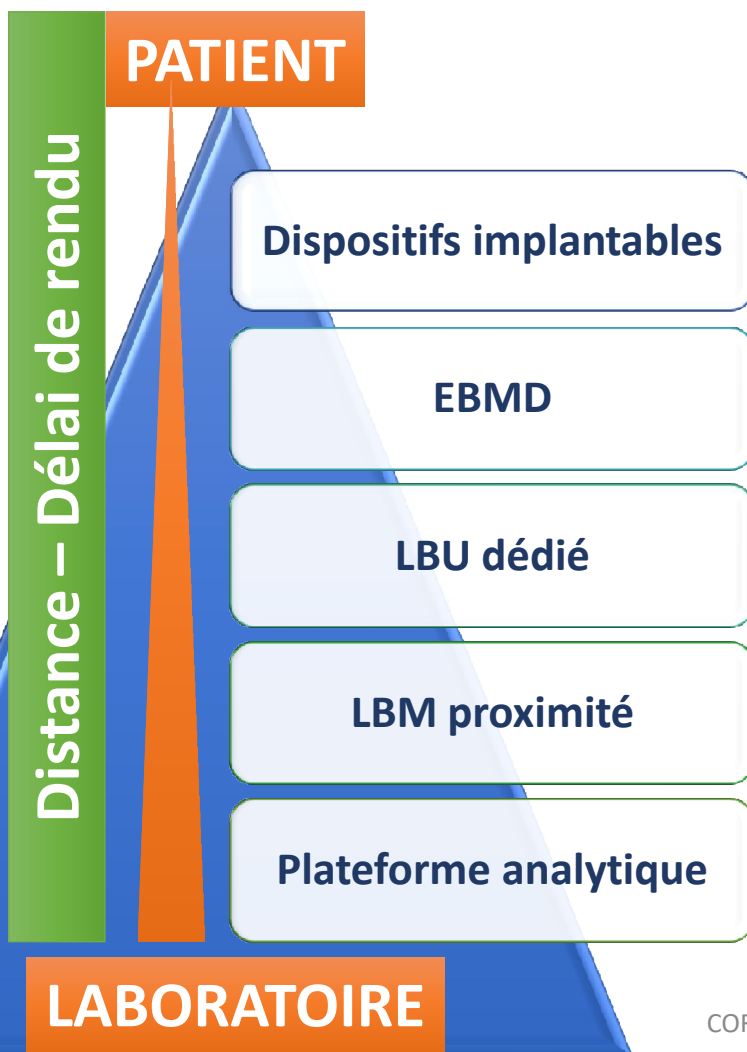 PATIENT
Distance – Délai de rendu
Dispositifs implantables
EBMD
LBU dédié
LBM proximité
Plateforme analytique
LABORATOIRE